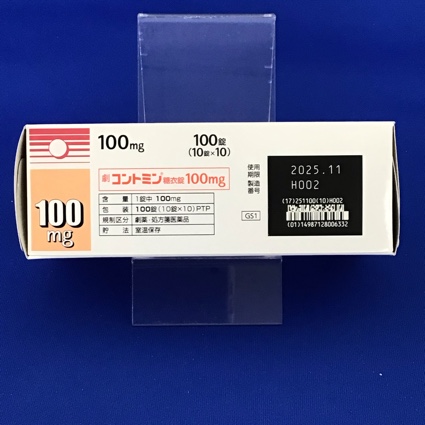 100mg
100錠
(10錠×10)
劇 コントミン糖衣錠100mg
含 量 1錠中 100mg
包 装 100錠(10錠×10)PTP
規制区分 劇薬・処方箋医薬品
貯 法 室温保存
100
mg
使用
期限
2025.11
製造
番号
H002
(17)251100(10)H002
GS1
(01)14987128006332